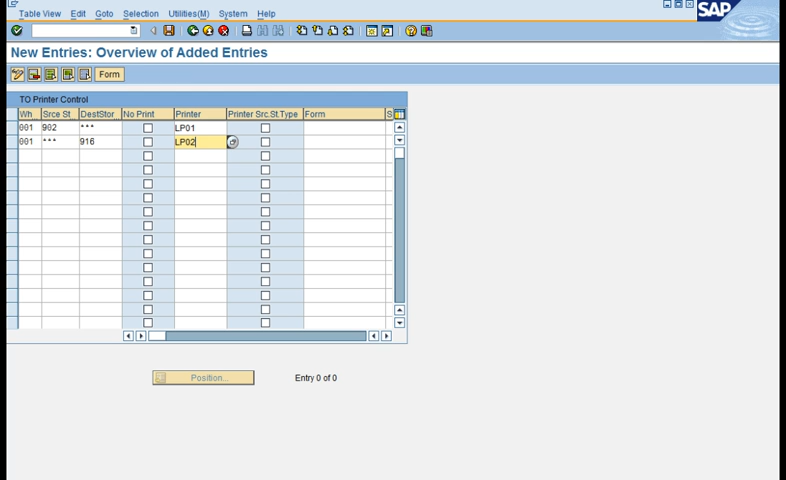 SAP
Table View Edit Goto Selection Utilities(M) System Help
New Entries: Overview of Added Entries
Form
TO Printer Control
Wh. Srce St.. DestStor.. No Print Printer Printer Src.St.Type Form S
001 902 *** LP01
001 *** 916 LP02
Position... Entry 0 of 0